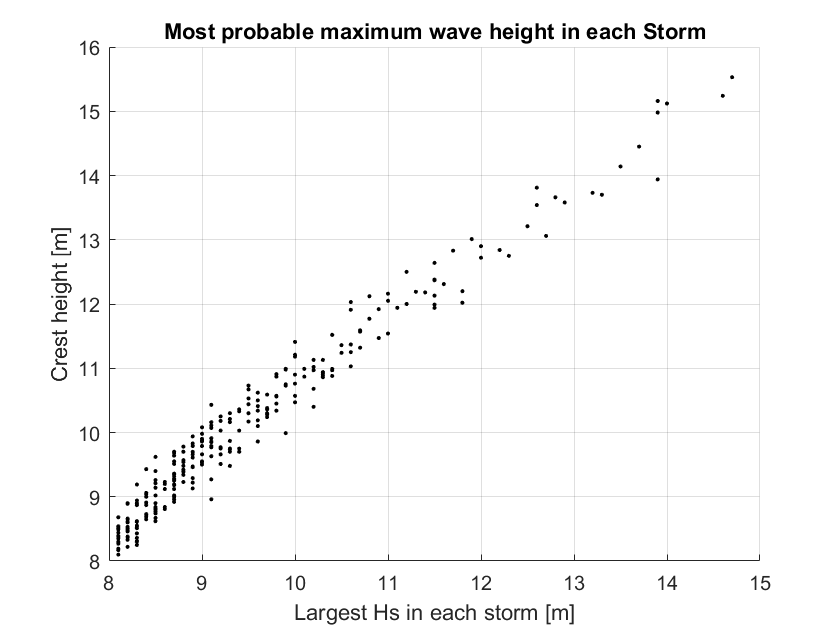 Most probable maximum wave height in each Storm
16
15
14
13
12
11
10
9
8
Crest height [m]
8 9 10 11 12 13 14 15
Largest Hs in each storm [m]